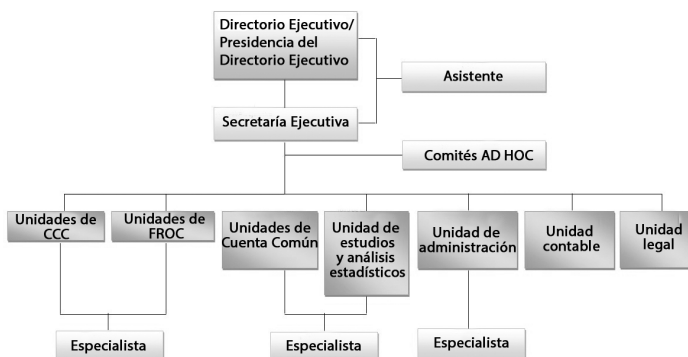 Directorio Ejecutivo/
Presidencia del
Directorio Ejecutivo
Asistente
Secretaría Ejecutiva
Comités AD HOC
Unidades de
CCC
Unidades de
FROC
Unidades de
Cuenta Común
Unidad de
estudios
y análisis
estadísticos
Unidad de
administración
Unidad
contable
Unidad
legal
Especialista
Especialista
Especialista